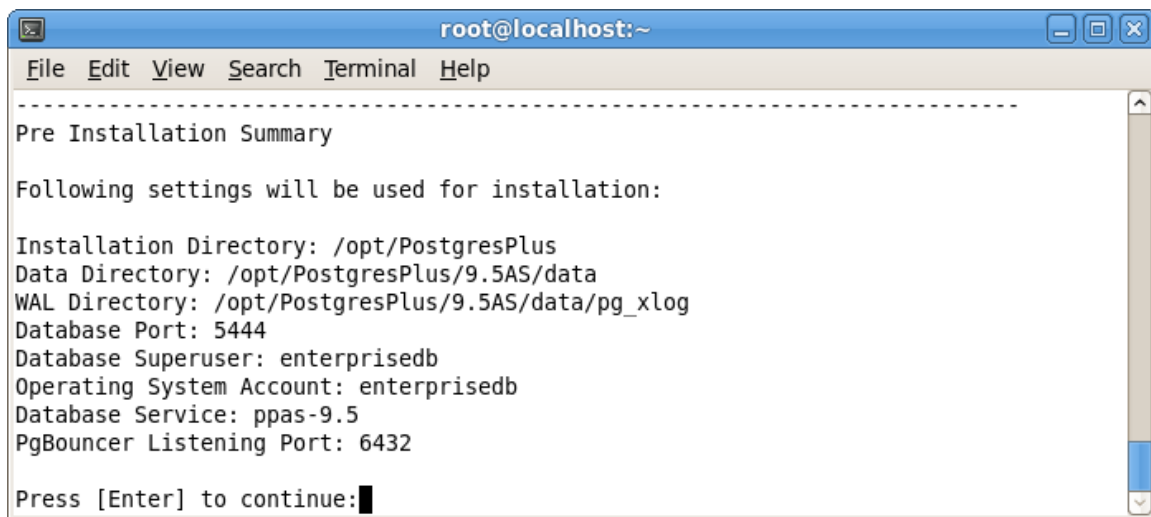 root@localhost:~
File Edit View Search Terminal Help
------------------------------------------------------------------------------
Pre Installation Summary
Following settings will be used for installation:
Installation Directory: /opt/PostgresPlus
Data Directory: /opt/PostgresPlus/9.5AS/data
WAL Directory: /opt/PostgresPlus/9.5AS/data/pg_xlog
Database Port: 5444
Database Superuser: enterprisedb
Operating System Account: enterprisedb
Database Service: ppas-9.5
PgBouncer Listening Port: 6432
Press [Enter] to continue: